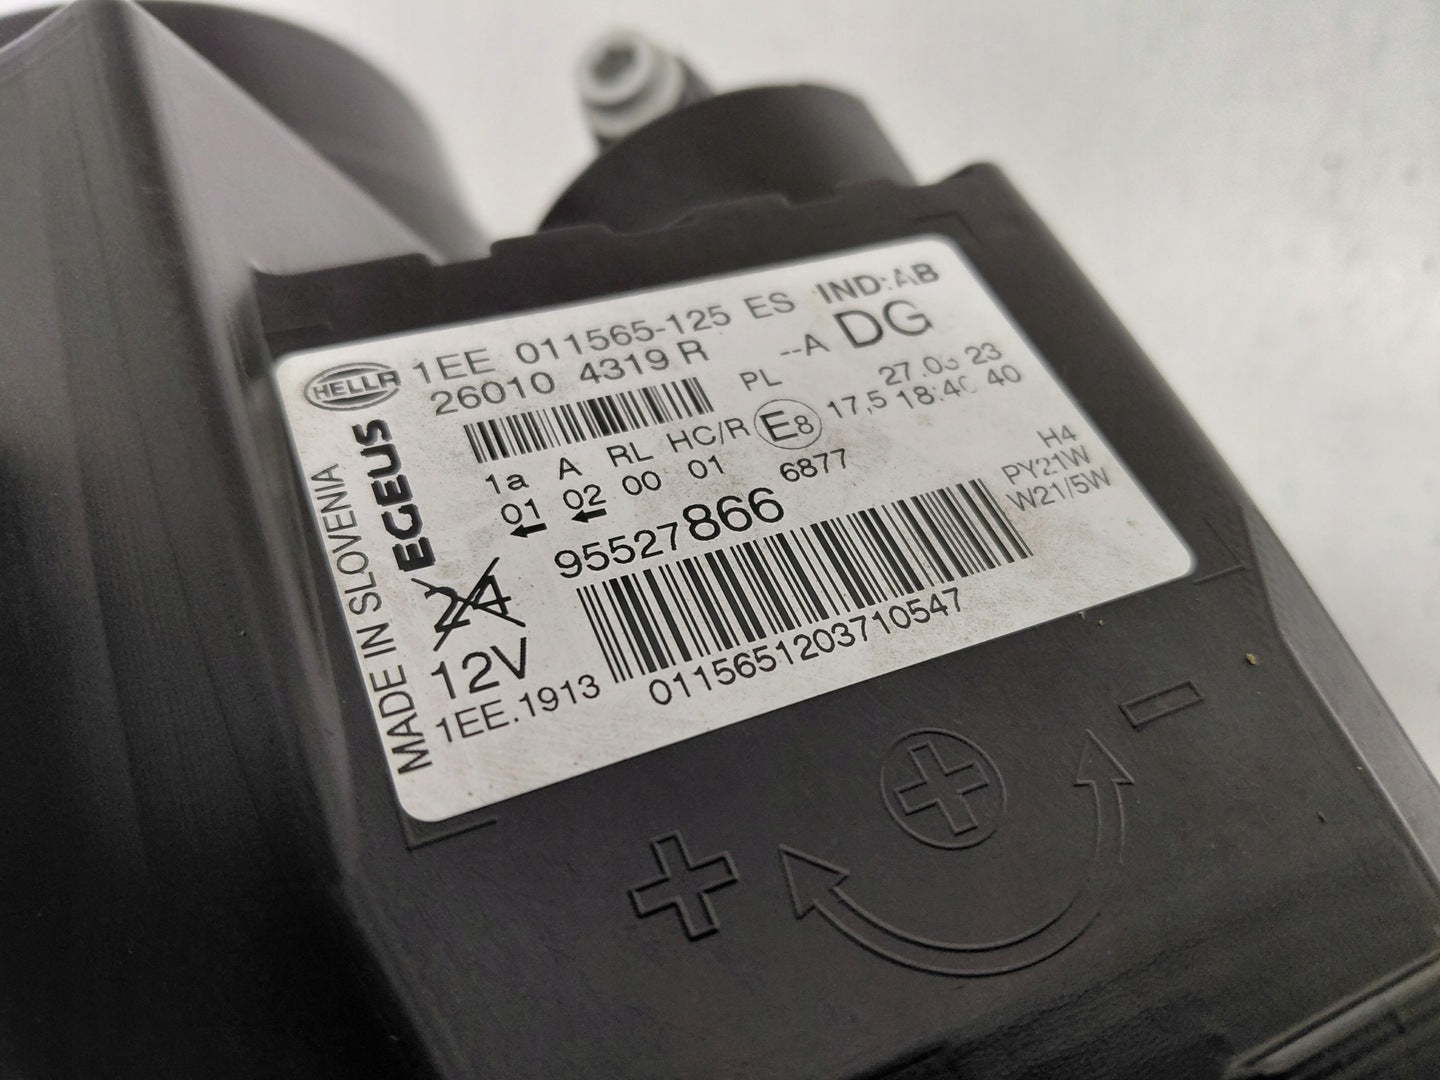 HELLA
1EE 011565-125 ES IND:AB
26010 4319 R --A DG
PL 27.03 23
17,5 18:40 40
1a A RL HC/R E8
01 02 00 01 6877
H4
PY21W
W21/5W
95527866
011565120371054​7
EGEUS
24
12V
1EE.1913
MADE IN SLOVENIA
+
-